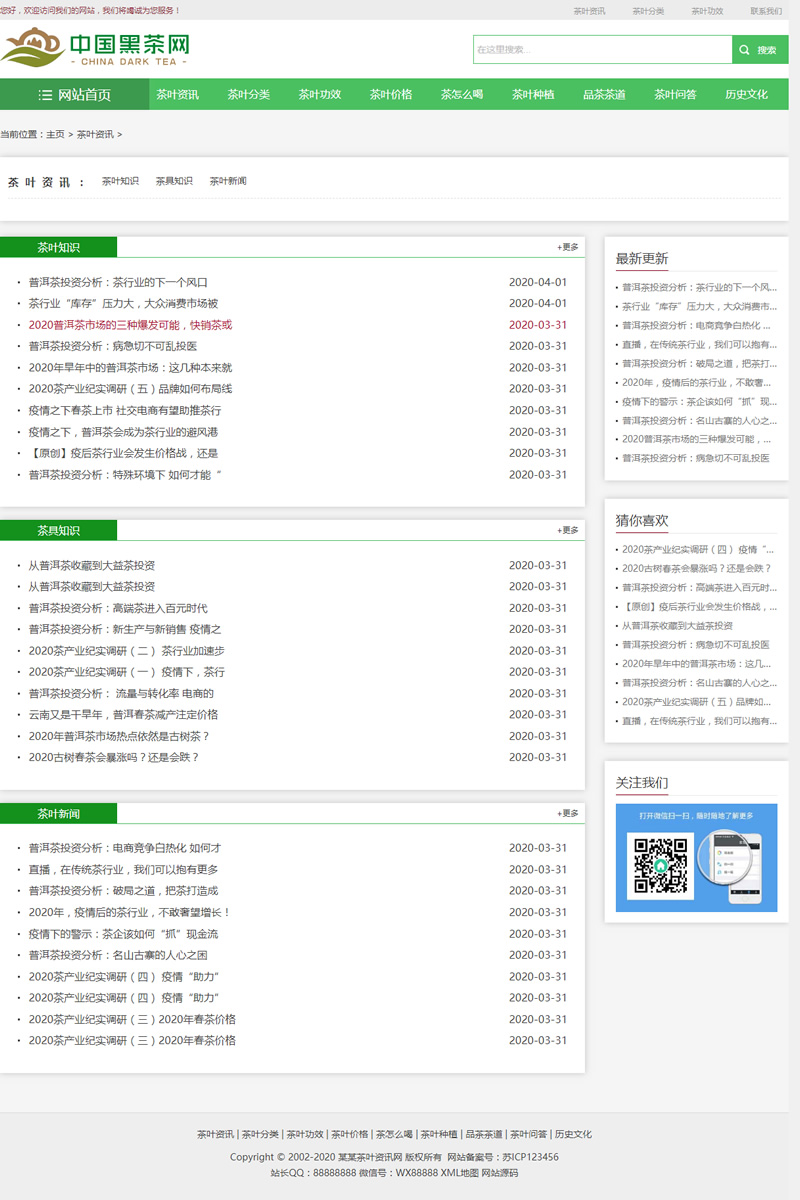 您好，欢迎访问我们的网站，我们将竭诚为您服务！
茶叶资讯 茶叶分类 茶叶功效 联系我们
中国黑茶网
- CHINA DARK TEA -
在这里搜索...
搜索
网站首页 茶叶资讯 茶叶分类 茶叶功效 茶叶价格 茶怎么喝 茶叶种植 品茶茶道 茶叶问答 历史文化
当前位置：主页 > 茶叶资讯 >
茶叶资讯： 茶叶知识 茶具知识 茶叶新闻
茶叶知识 +更多
· 普洱茶投资分析：茶行业的下一个风口 2020-04-01
· 茶行业“库存”压力大，大众消费市场被 2020-04-01
· 2020普洱茶市场的三种爆发可能，快销茶或 2020-03-31
· 普洱茶投资分析：病急切不可乱投医 2020-03-31
· 2020年旱年中的普洱茶市场：这几种本来就 2020-03-31
· 2020茶产业纪实调研（五）品牌如何布局线 2020-03-31
· 疫情之下春茶上市 社交电商有望助推茶行 2020-03-31
· 疫情之下，普洱茶会成为茶行业的避风港 2020-03-31
· 【原创】疫后茶行业会发生价格战，还是 2020-03-31
· 普洱茶投资分析：特殊环境下 如何才能“ 2020-03-31
茶具知识 +更多
· 从普洱茶收藏到大益茶投资 2020-03-31
· 从普洱茶收藏到大益茶投资 2020-03-31
· 普洱茶投资分析：高端茶进入百元时代 2020-03-31
· 普洱茶投资分析：新生产与新销售 疫情之 2020-03-31
· 2020茶产业纪实调研（二） 茶行业加速步 2020-03-31
· 2020茶产业纪实调研（一） 疫情下，茶行 2020-03-31
· 普洱茶投资分析： 流量与转化率 电商的 2020-03-31
· 云南又是干旱年，普洱春茶减产注定价格 2020-03-31
· 2020年普洱茶市场热点依然是古树茶？ 2020-03-31
· 2020古树春茶会暴涨吗？还是会跌？ 2020-03-31
茶叶新闻 +更多
· 普洱茶投资分析：电商竞争白热化 如何才 2020-03-31
· 直播，在传统茶行业，我们可以抱有更多 2020-03-31
· 普洱茶投资分析：破局之道，把茶打造成 2020-03-31
· 2020年，疫情后的茶行业，不敢奢望增长！ 2020-03-31
· 疫情下的警示：茶企该如何“抓”现金流 2020-03-31
· 普洱茶投资分析：名山古寨的人心之困 2020-03-31
· 2020茶产业纪实调研（四） 疫情“助力” 2020-03-31
· 2020茶产业纪实调研（四） 疫情“助力” 2020-03-31
· 2020茶产业纪实调研（三）2020年春茶价格 2020-03-31
· 2020茶产业纪实调研（三）2020年春茶价格 2020-03-31
最新更新
· 普洱茶投资分析：茶行业的下一个风...
· 茶行业“库存”压力大，大众消费市...
· 普洱茶投资分析：电商竞争白热化 ...
· 直播，在传统茶行业，我们可以抱有...
· 普洱茶投资分析：破局之道，把茶打...
· 2020年，疫情后的茶行业，不敢奢...
· 疫情下的警示：茶企该如何“抓”现...
· 普洱茶投资分析：名山古寨的人心之...
· 2020普洱茶市场的三种爆发可能，...
· 普洱茶投资分析：病急切不可乱投医
猜你喜欢
· 2020茶产业纪实调研（四） 疫情“...
· 2020古树春茶会暴涨吗？还是会跌？
· 普洱茶投资分析：高端茶进入百元时...
· 【原创】疫后茶行业会发生价格战，...
· 从普洱茶收藏到大益茶投资
· 普洱茶投资分析：病急切不可乱投医
· 2020年旱年中的普洱茶市场：这几...
· 普洱茶投资分析：名山古寨的人心之...
· 2020茶产业纪实调研（五）品牌如...
· 直播，在传统茶行业，我们可以抱有...
关注我们
打开微信扫一扫，随时随地了解更多
茶叶资讯 | 茶叶分类 | 茶叶功效 | 茶叶价格 | 茶怎么喝 | 茶叶种植 | 品茶茶道 | 茶叶问答 | 历史文化
Copyright © 2002-2020 某某茶叶资讯网 版权所有 网站备案号：苏ICP123456
站长QQ：88888888 微信号：WX88888 XML地图 网站源码